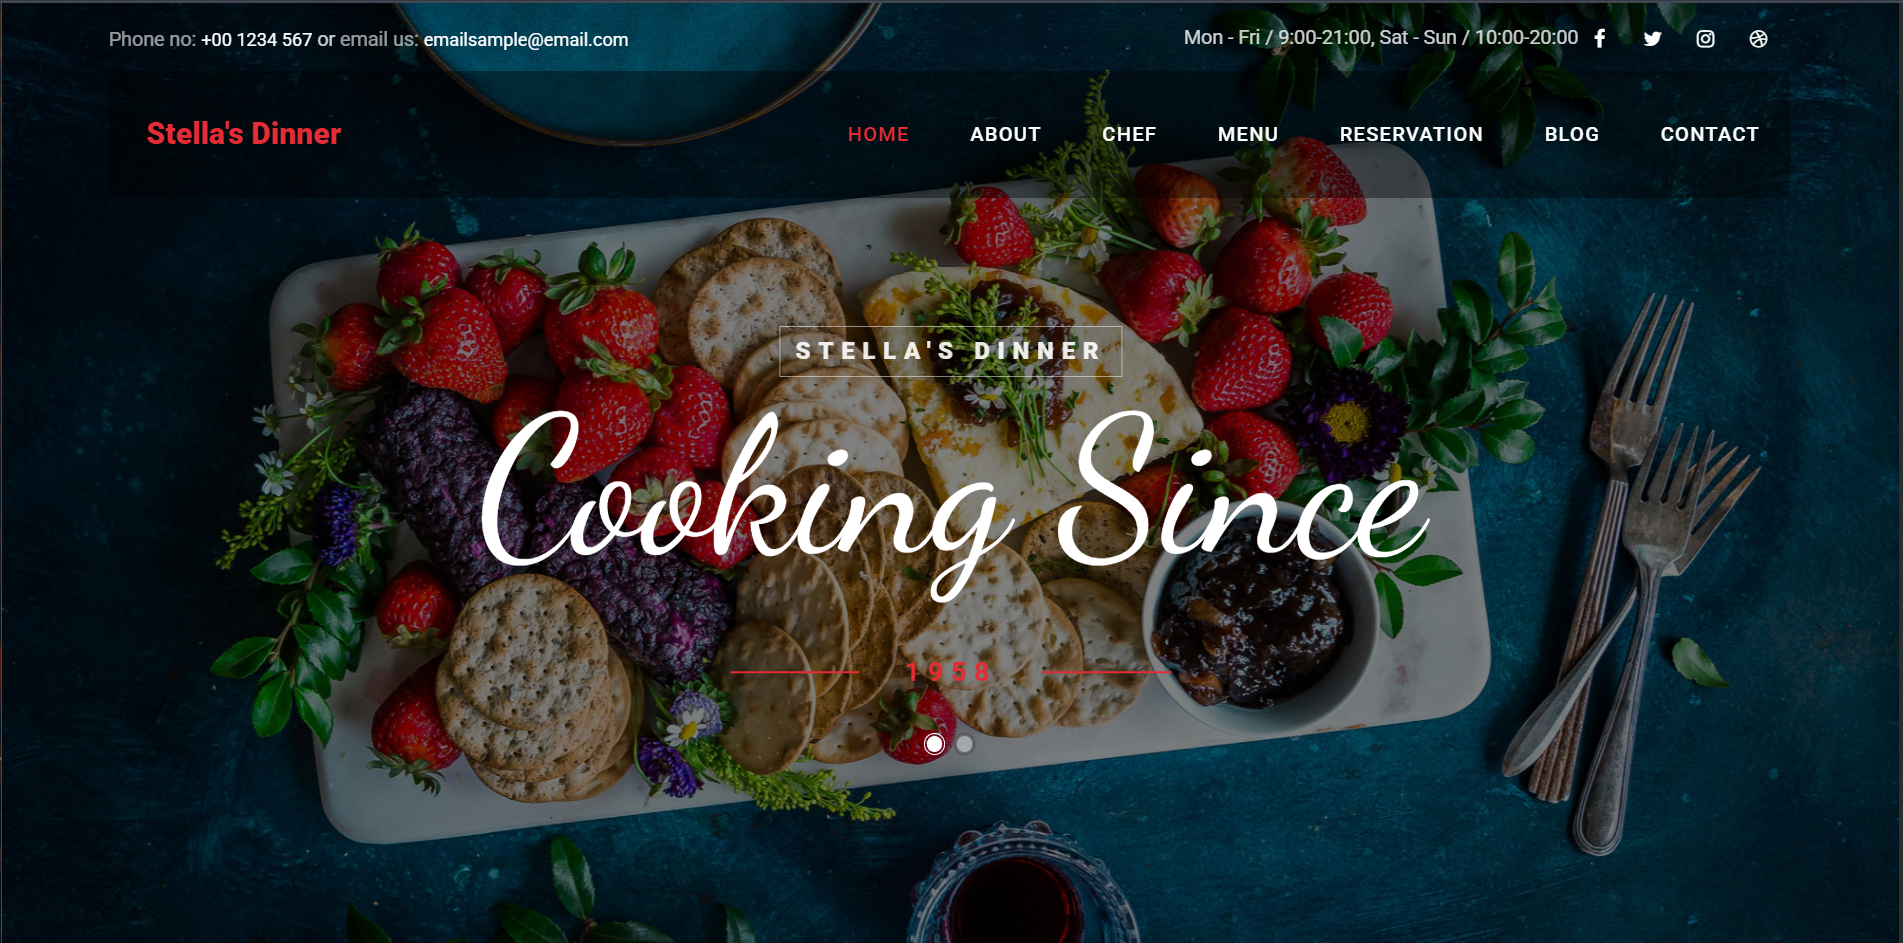 Phone no: +00 1234 567 or email us: emailsample@email.com
Mon - Fri / 9:00-21:00, Sat - Sun / 10:00-20:00
Stella's Dinner
HOME ABOUT CHEF MENU RESERVATION BLOG CONTACT
STELLA'S DINNER
Cooking Since
1958